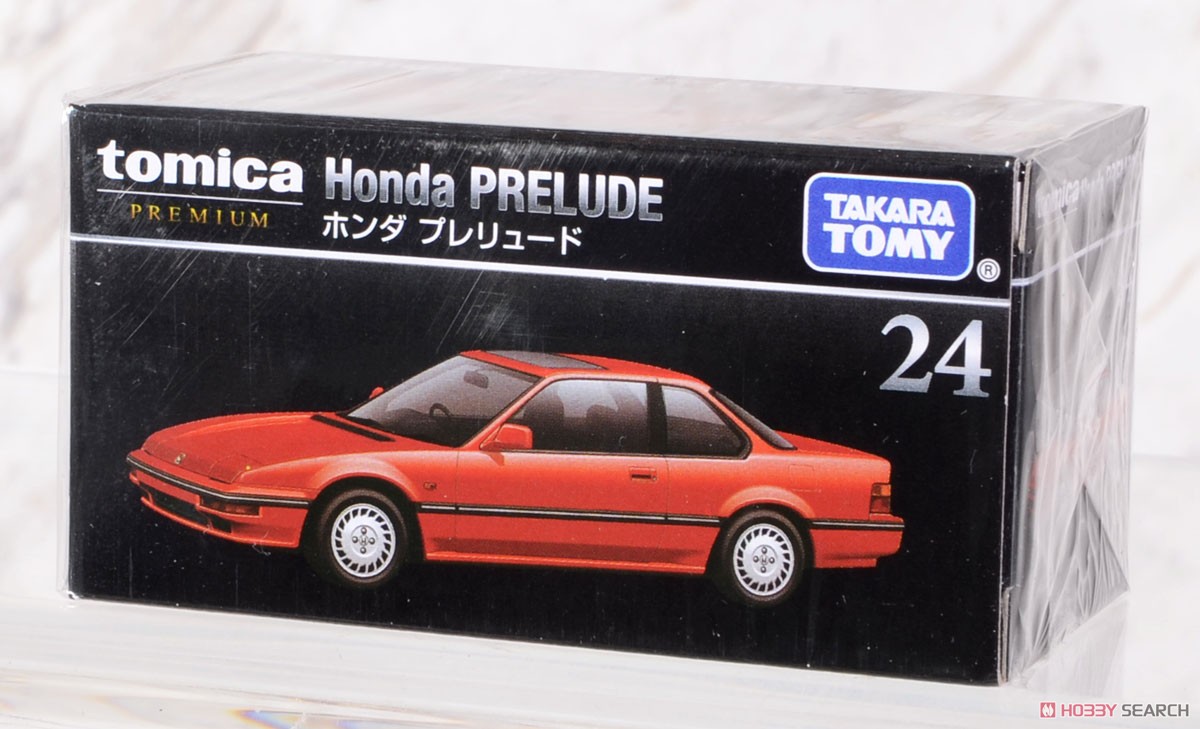 tomica
PREMIUM
Honda PRELUDE
ホンダ プレリュード
TAKARA
TOMY
®
24
HOBBY SEARCH